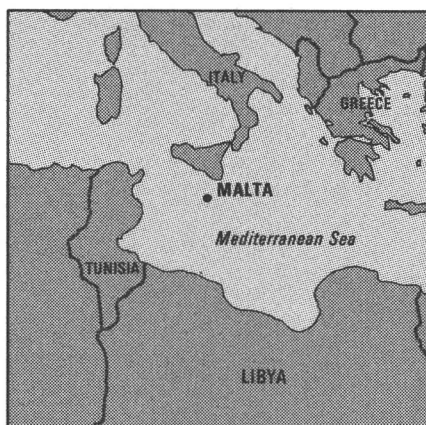 ITALY
GREECE
MALTA
Mediterranean Sea
TUNISIA
LIBYA